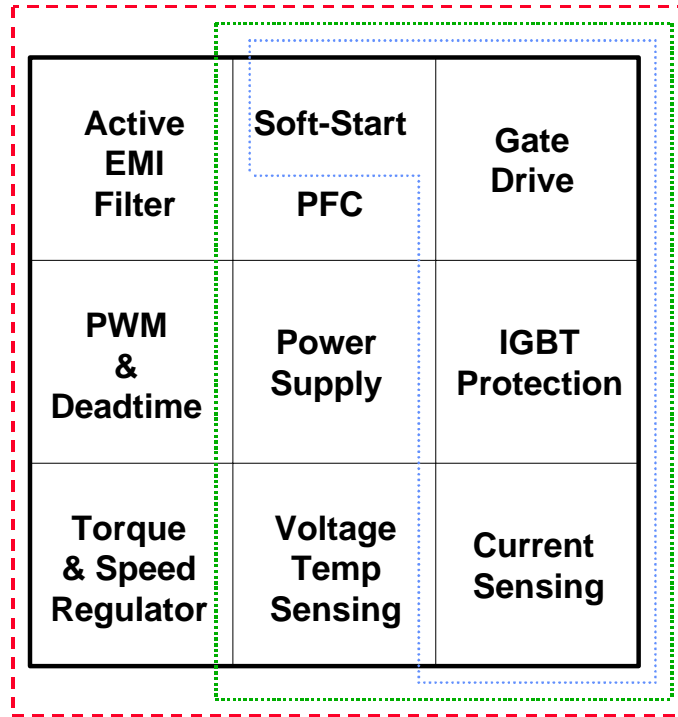 Active
EMI
Filter
Soft-Start
PFC
Gate
Drive
PWM
&
Deadtime
Power
Supply
IGBT
Protection
Torque
& Speed
Regulator
Voltage
Temp
Sensing
Current
Sensing